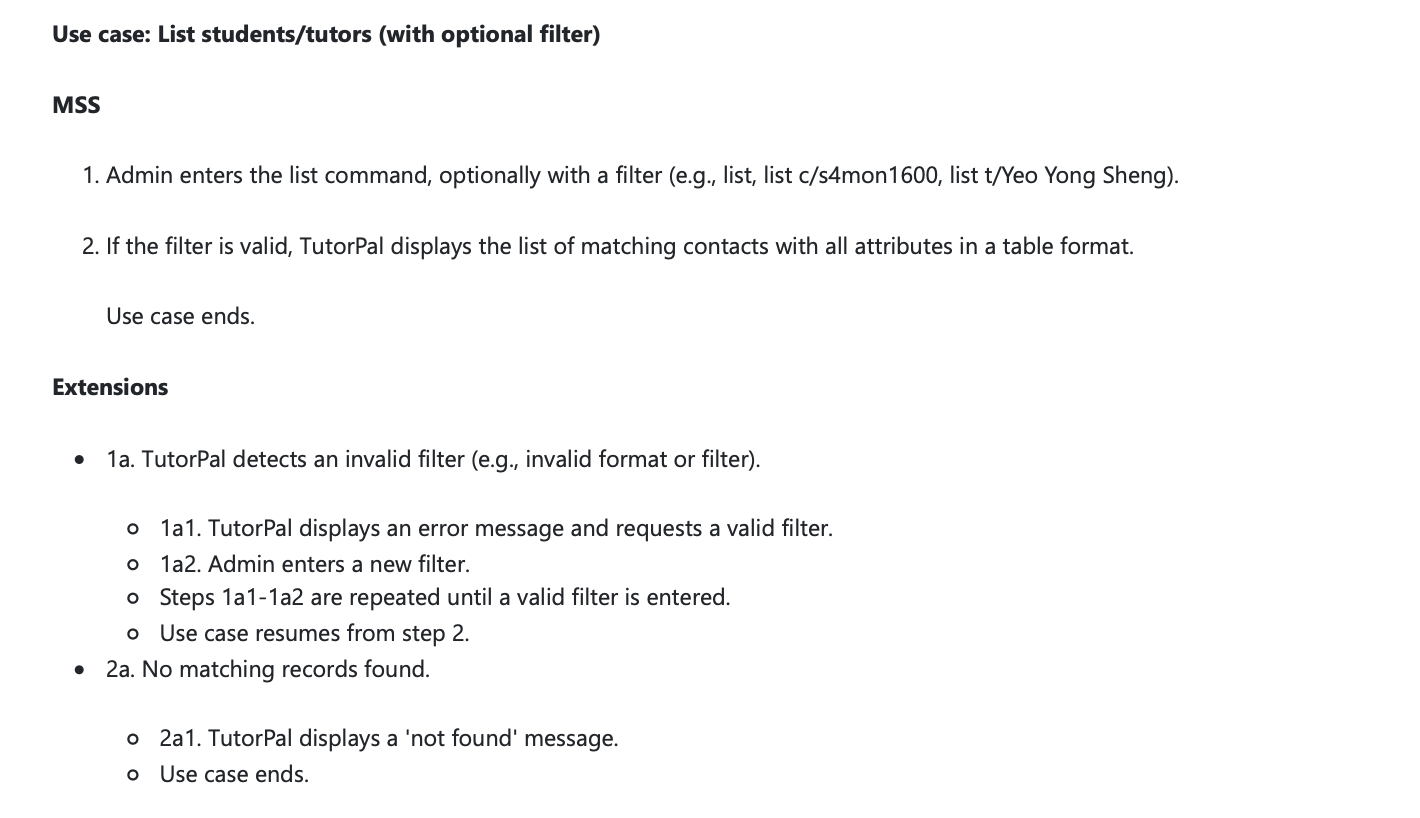 Use case: List students/tutors (with optional filter)
MSS
1. Admin enters the list command, optionally with a filter (e.g., list, list c/s4mon1600, list t/Yeo Yong Sheng).
2. If the filter is valid, TutorPal displays the list of matching contacts with all attributes in a table format.
Use case ends.
Extensions
• 1a. TutorPal detects an invalid filter (e.g., invalid format or filter).
○ 1a1. TutorPal displays an error message and requests a valid filter.
○ 1a2. Admin enters a new filter.
○ Steps 1a1-1a2 are repeated until a valid filter is entered.
○ Use case resumes from step 2.
• 2a. No matching records found.
○ 2a1. TutorPal displays a 'not found' message.
○ Use case ends.